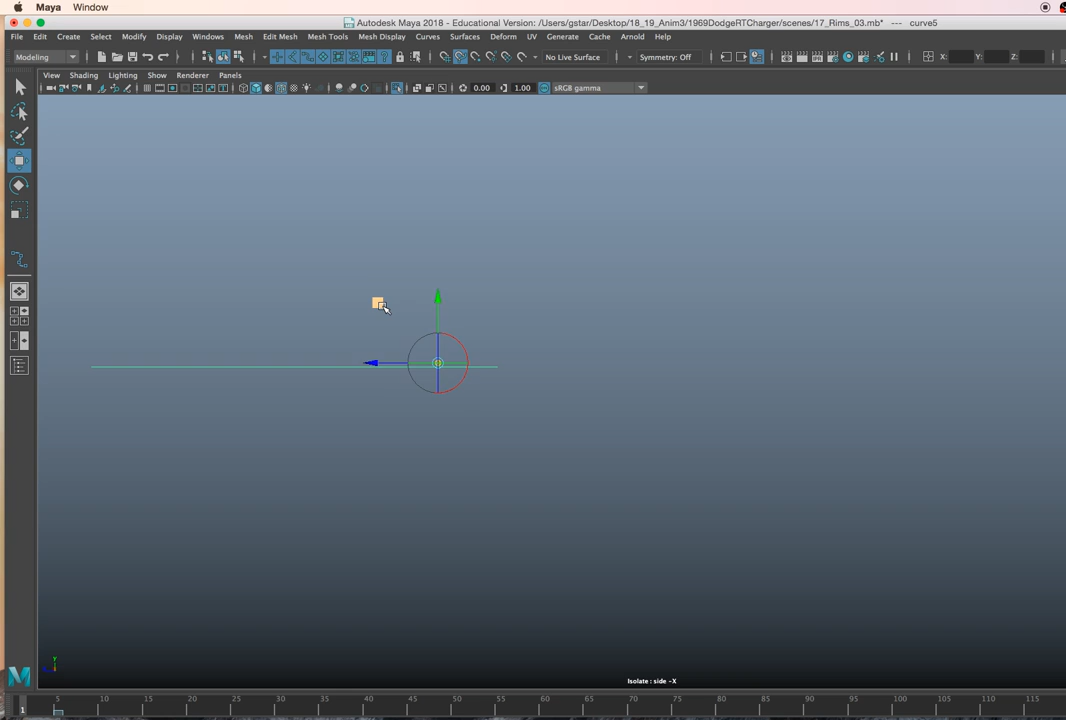 Maya Window
Autodesk Maya 2018 - Educational Version: /Users/gstar/Desktop/18_19_Anim3/1969DodgeRTCharger/scenes/17_Rims_03.mb* --- curve5
File Edit Create Select Modify Display Windows Mesh Edit Mesh Mesh Tools Mesh Display Curves Surfaces Deform UV Generate Cache Arnold Help
Modeling No Live Surface Symmetry: Off X: Y: Z:
View Shading Lighting Show Renderer Panels
0.00 1.00 sRGB gamma
Y
Isolate : side -X
5 10 15 20 25 30 35 40 45 50 55 60 65 70 75 80 85 90 95 100 105 110 115
1